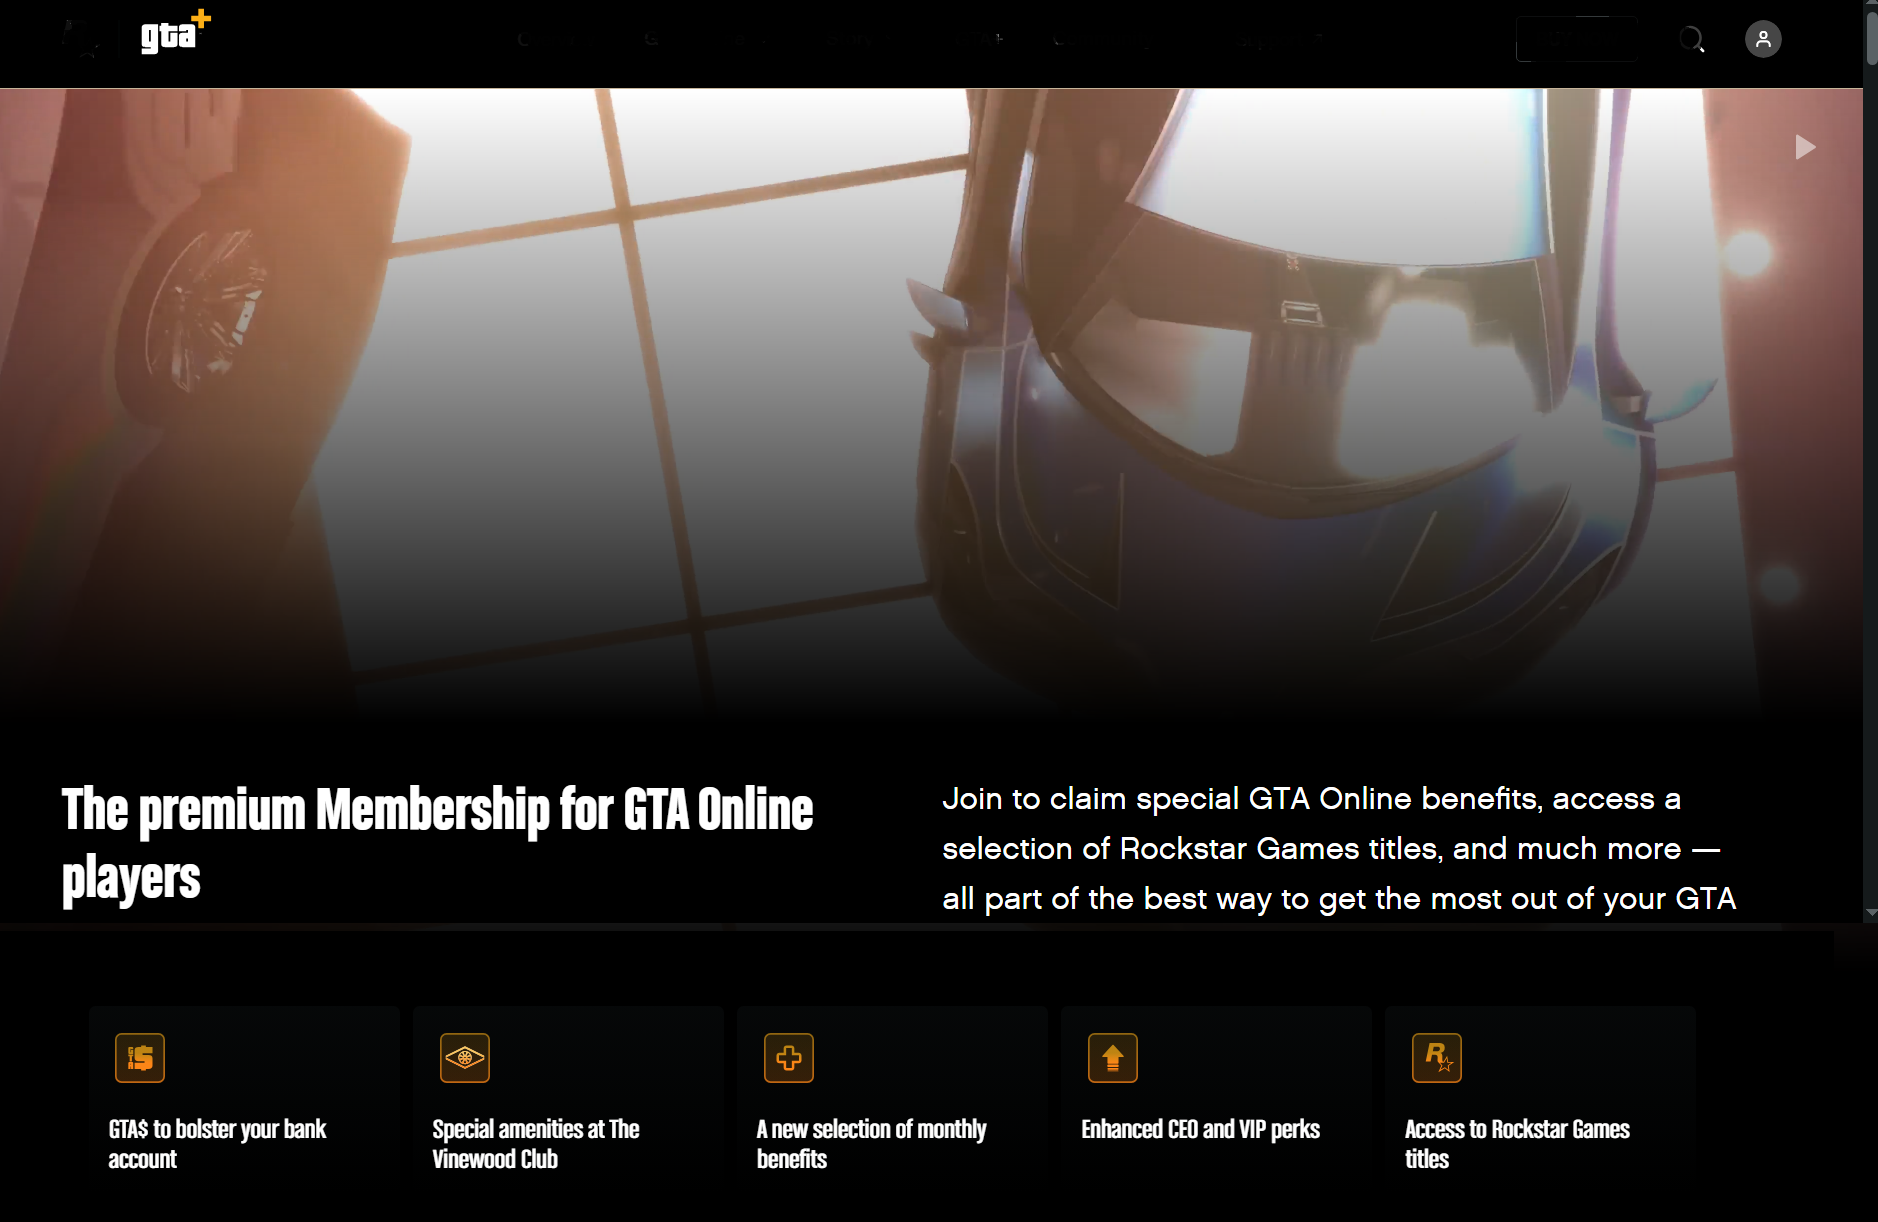 gta+
The premium Membership for GTA Online
players
Join to claim special GTA Online benefits, access a
selection of Rockstar Games titles, and much more —
all part of the best way to get the most out of your GTA
GTA$ to bolster your bank
account
Special amenities at The
Vinewood Club
A new selection of monthly
benefits
Enhanced CEO and VIP perks
Access to Rockstar Games
titles